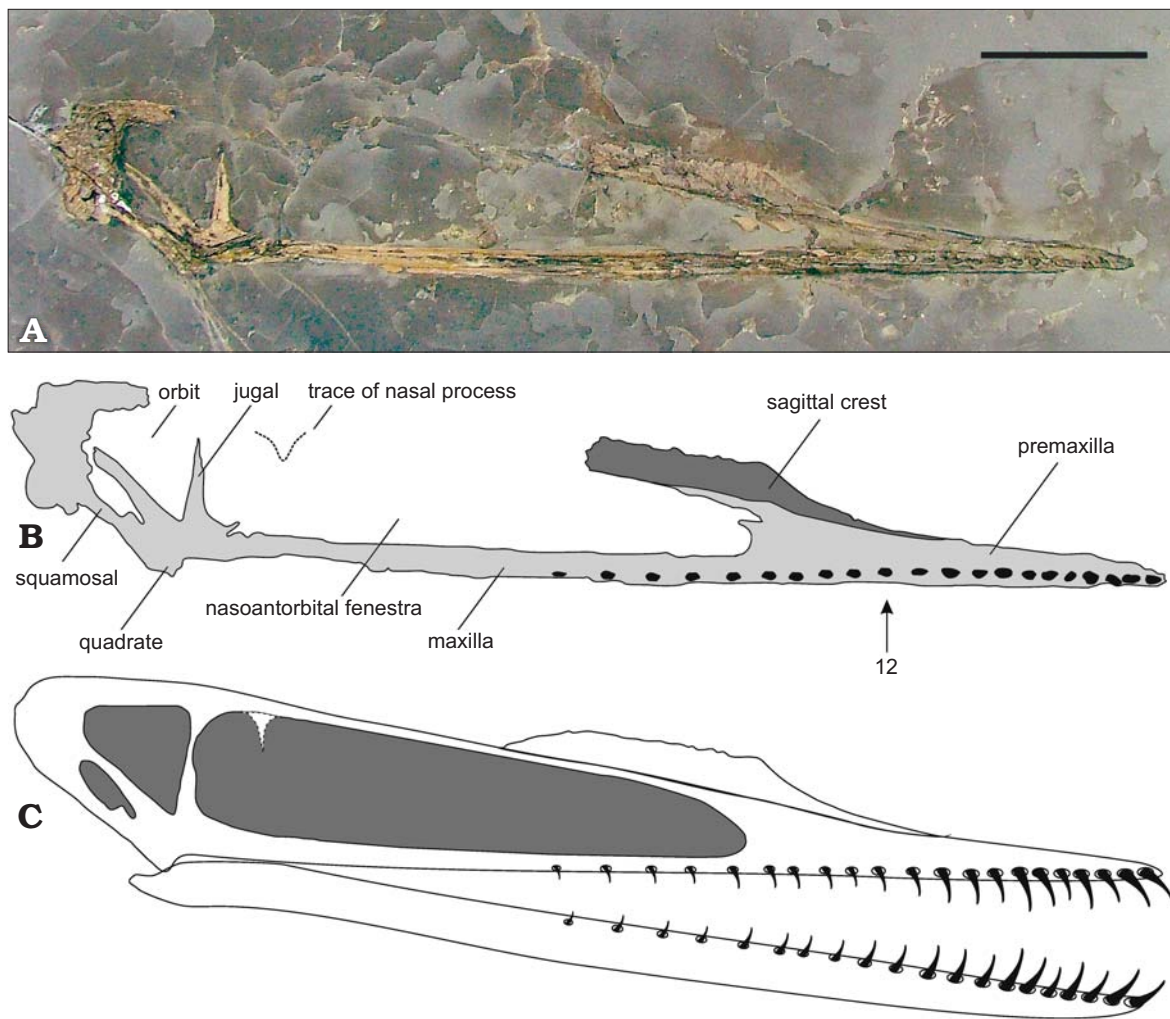 A
orbit
jugal
trace of nasal process
sagittal crest
premaxilla
B
squamosal
nasoantorbital fenestra
quadrate
maxilla
12
C